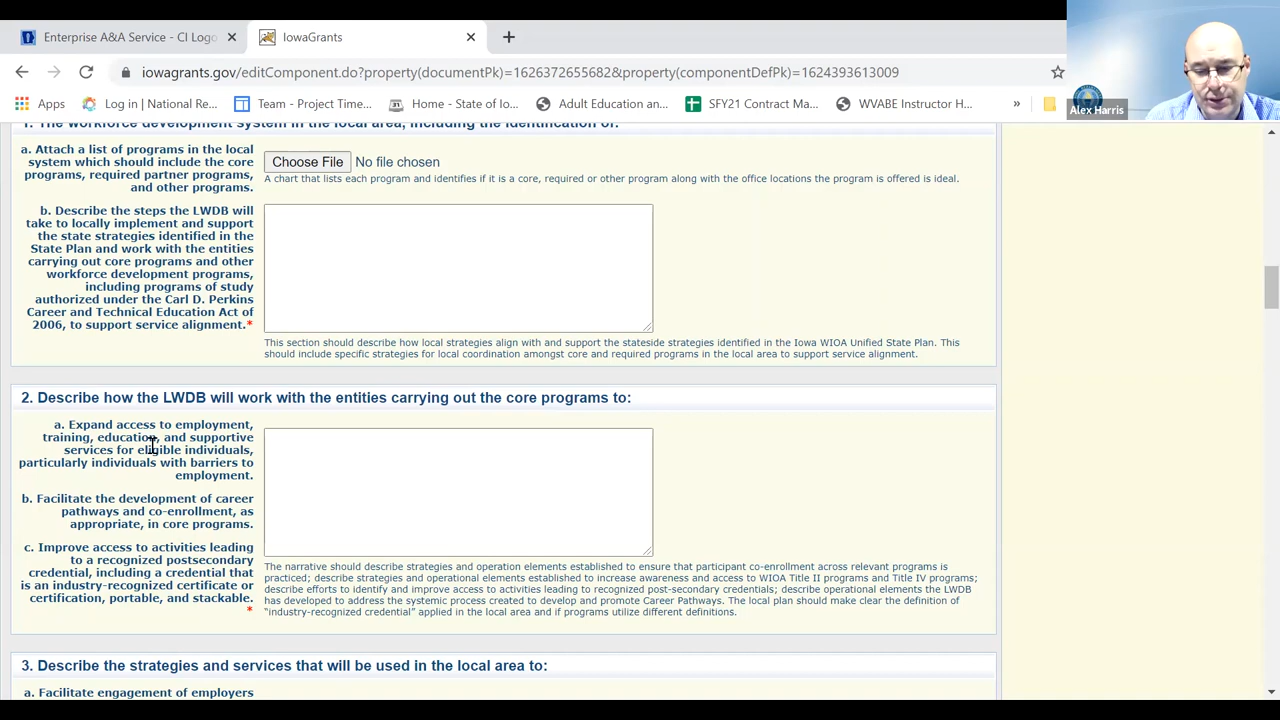 Enterprise A&A Service - CI Logo
IowaGrants
iowagrants.gov/editComponent.do?property(documentPk)=1626372655682&property(componentDefPk)=1624393613009
Apps
Log in | National Re...
Team - Project Time...
Home - State of Io...
Adult Education an...
SFY21 Contract Ma...
WVABE Instructor H...
»
Alex Harris
1. The workforce development system in the local area, including the identification of:
a. Attach a list of programs in the local
system which should include the core
programs, required partner programs,
and other programs.
Choose File No file chosen
A chart that lists each program and identifies if it is a core, required or other program along with the office locations the program is offered is ideal.
b. Describe the steps the LWDB will
take to locally implement and support
the state strategies identified in the
State Plan and work with the entities
carrying out core programs and other
workforce development programs,
including programs of study
authorized under the Carl D. Perkins
Career and Technical Education Act of
2006, to support service alignment.*
This section should describe how local strategies align with and support the stateside strategies identified in the Iowa WIOA Unified State Plan. This
should include specific strategies for local coordination amongst core and required programs in the local area to support service alignment.
2. Describe how the LWDB will work with the entities carrying out the core programs to:
a. Expand access to employment,
training, education, and supportive
services for eligible individuals,
particularly individuals with barriers to
employment.
b. Facilitate the development of career
pathways and co-enrollment, as
appropriate, in core programs.
c. Improve access to activities leading
to a recognized postsecondary
credential, including a credential that
is an industry-recognized certificate or
certification, portable, and stackable.
*
The narrative should describe strategies and operation elements established to ensure that participant co-enrollment across relevant programs is
practiced; describe strategies and operational elements established to increase awareness and access to WIOA Title II programs and Title IV programs;
describe efforts to identify and improve access to activities leading to recognized post-secondary credentials; describe operational elements the LWDB
has developed to address the systemic process created to develop and promote Career Pathways. The local plan should make clear the definition of
"industry-recognized credential" applied in the local area and if programs utilize different definitions.
3. Describe the strategies and services that will be used in the local area to:
a. Facilitate engagement of employers